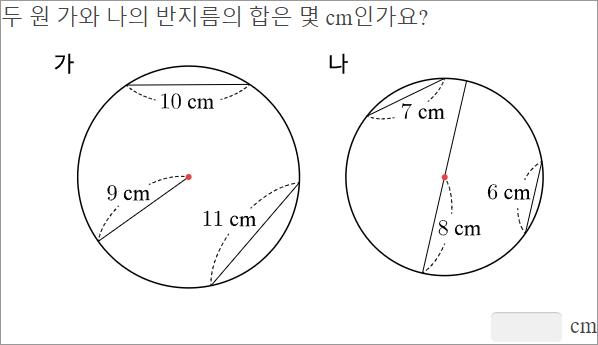 두 원 가와 나의 반지름의 합은 몇 cm인가요?
가
나
10 cm
7 cm
9 cm
6 cm
11 cm
8 cm
cm